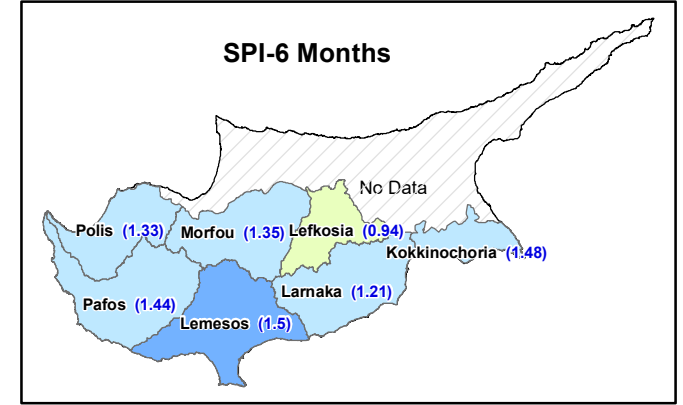 SPI-6 Months
No Data
Polis (1.33)
Morfou (1.35)
Lefkosia (0.94)
Kokkinochoria (1.48)
Pafos (1.44)
Larnaka (1.21)
Lemesos (1.5)